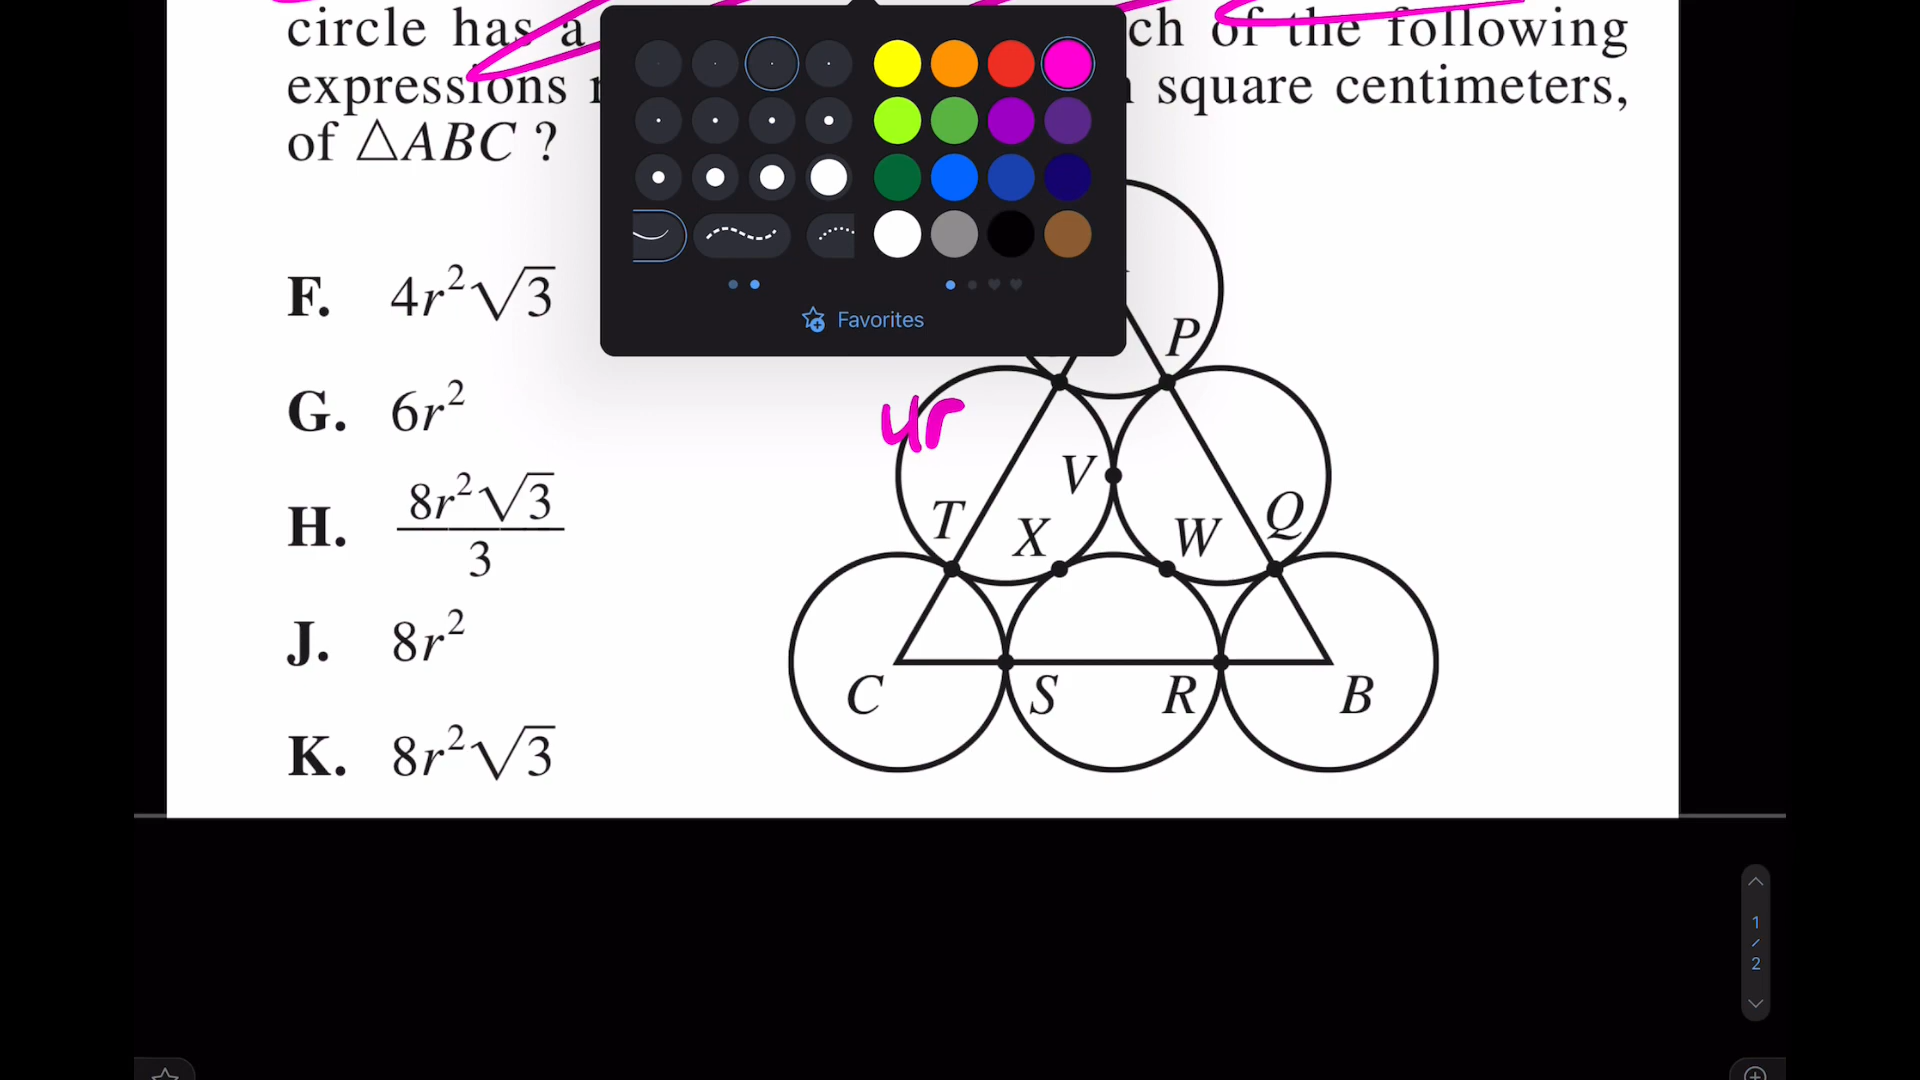 circle has a ch of the following
expressions square centimeters,
of △ABC ?
Favorites
F. 4r²√3
G. 6r²
H. 8r²√3/3
J. 8r²
K. 8r²√3
P
4r
V
T X W Q
C S R B
1
/
2